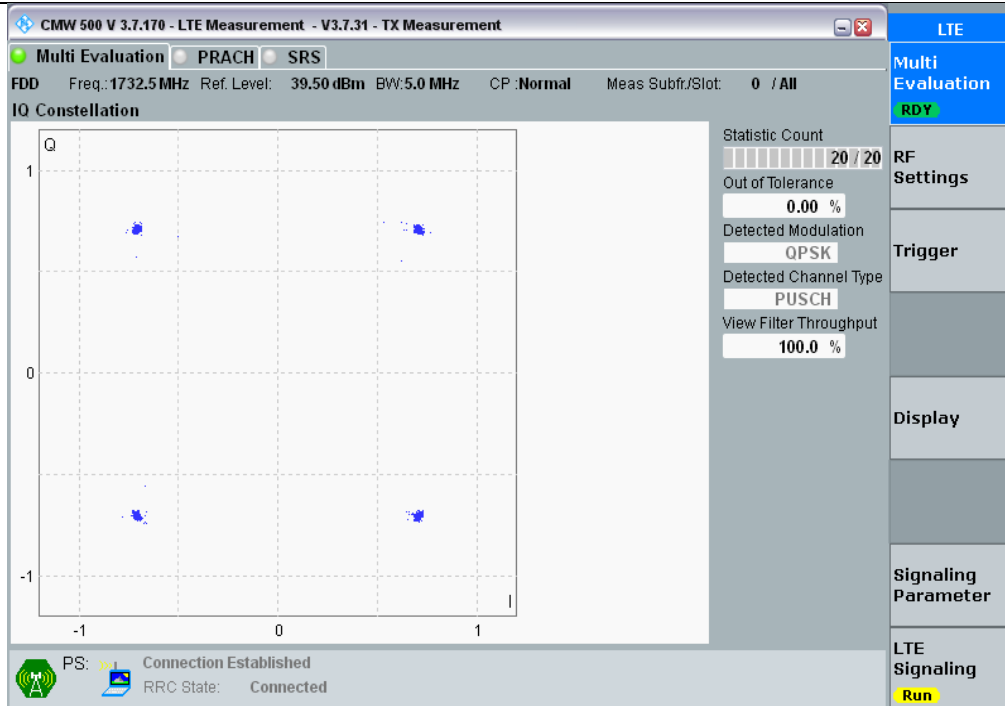 CMW 500 V 3.7.170 - LTE Measurement - V3.7.31 - TX Measurement
Multi Evaluation PRACH SRS
FDD Freq.:1732.5 MHz Ref. Level: 39.50 dBm BW:5.0 MHz CP :Normal Meas Subfr./Slot: 0 / All
IQ Constellation
Q
1
0
-1
-1 0 1
I
Statistic Count
20 / 20
Out of Tolerance
0.00 %
Detected Modulation
QPSK
Detected Channel Type
PUSCH
View Filter Throughput
100.0 %
PS: Connection Established
RRC State: Connected
LTE
Multi
Evaluation
RDY
RF
Settings
Trigger
Display
Signaling
Parameter
LTE
Signaling
Run